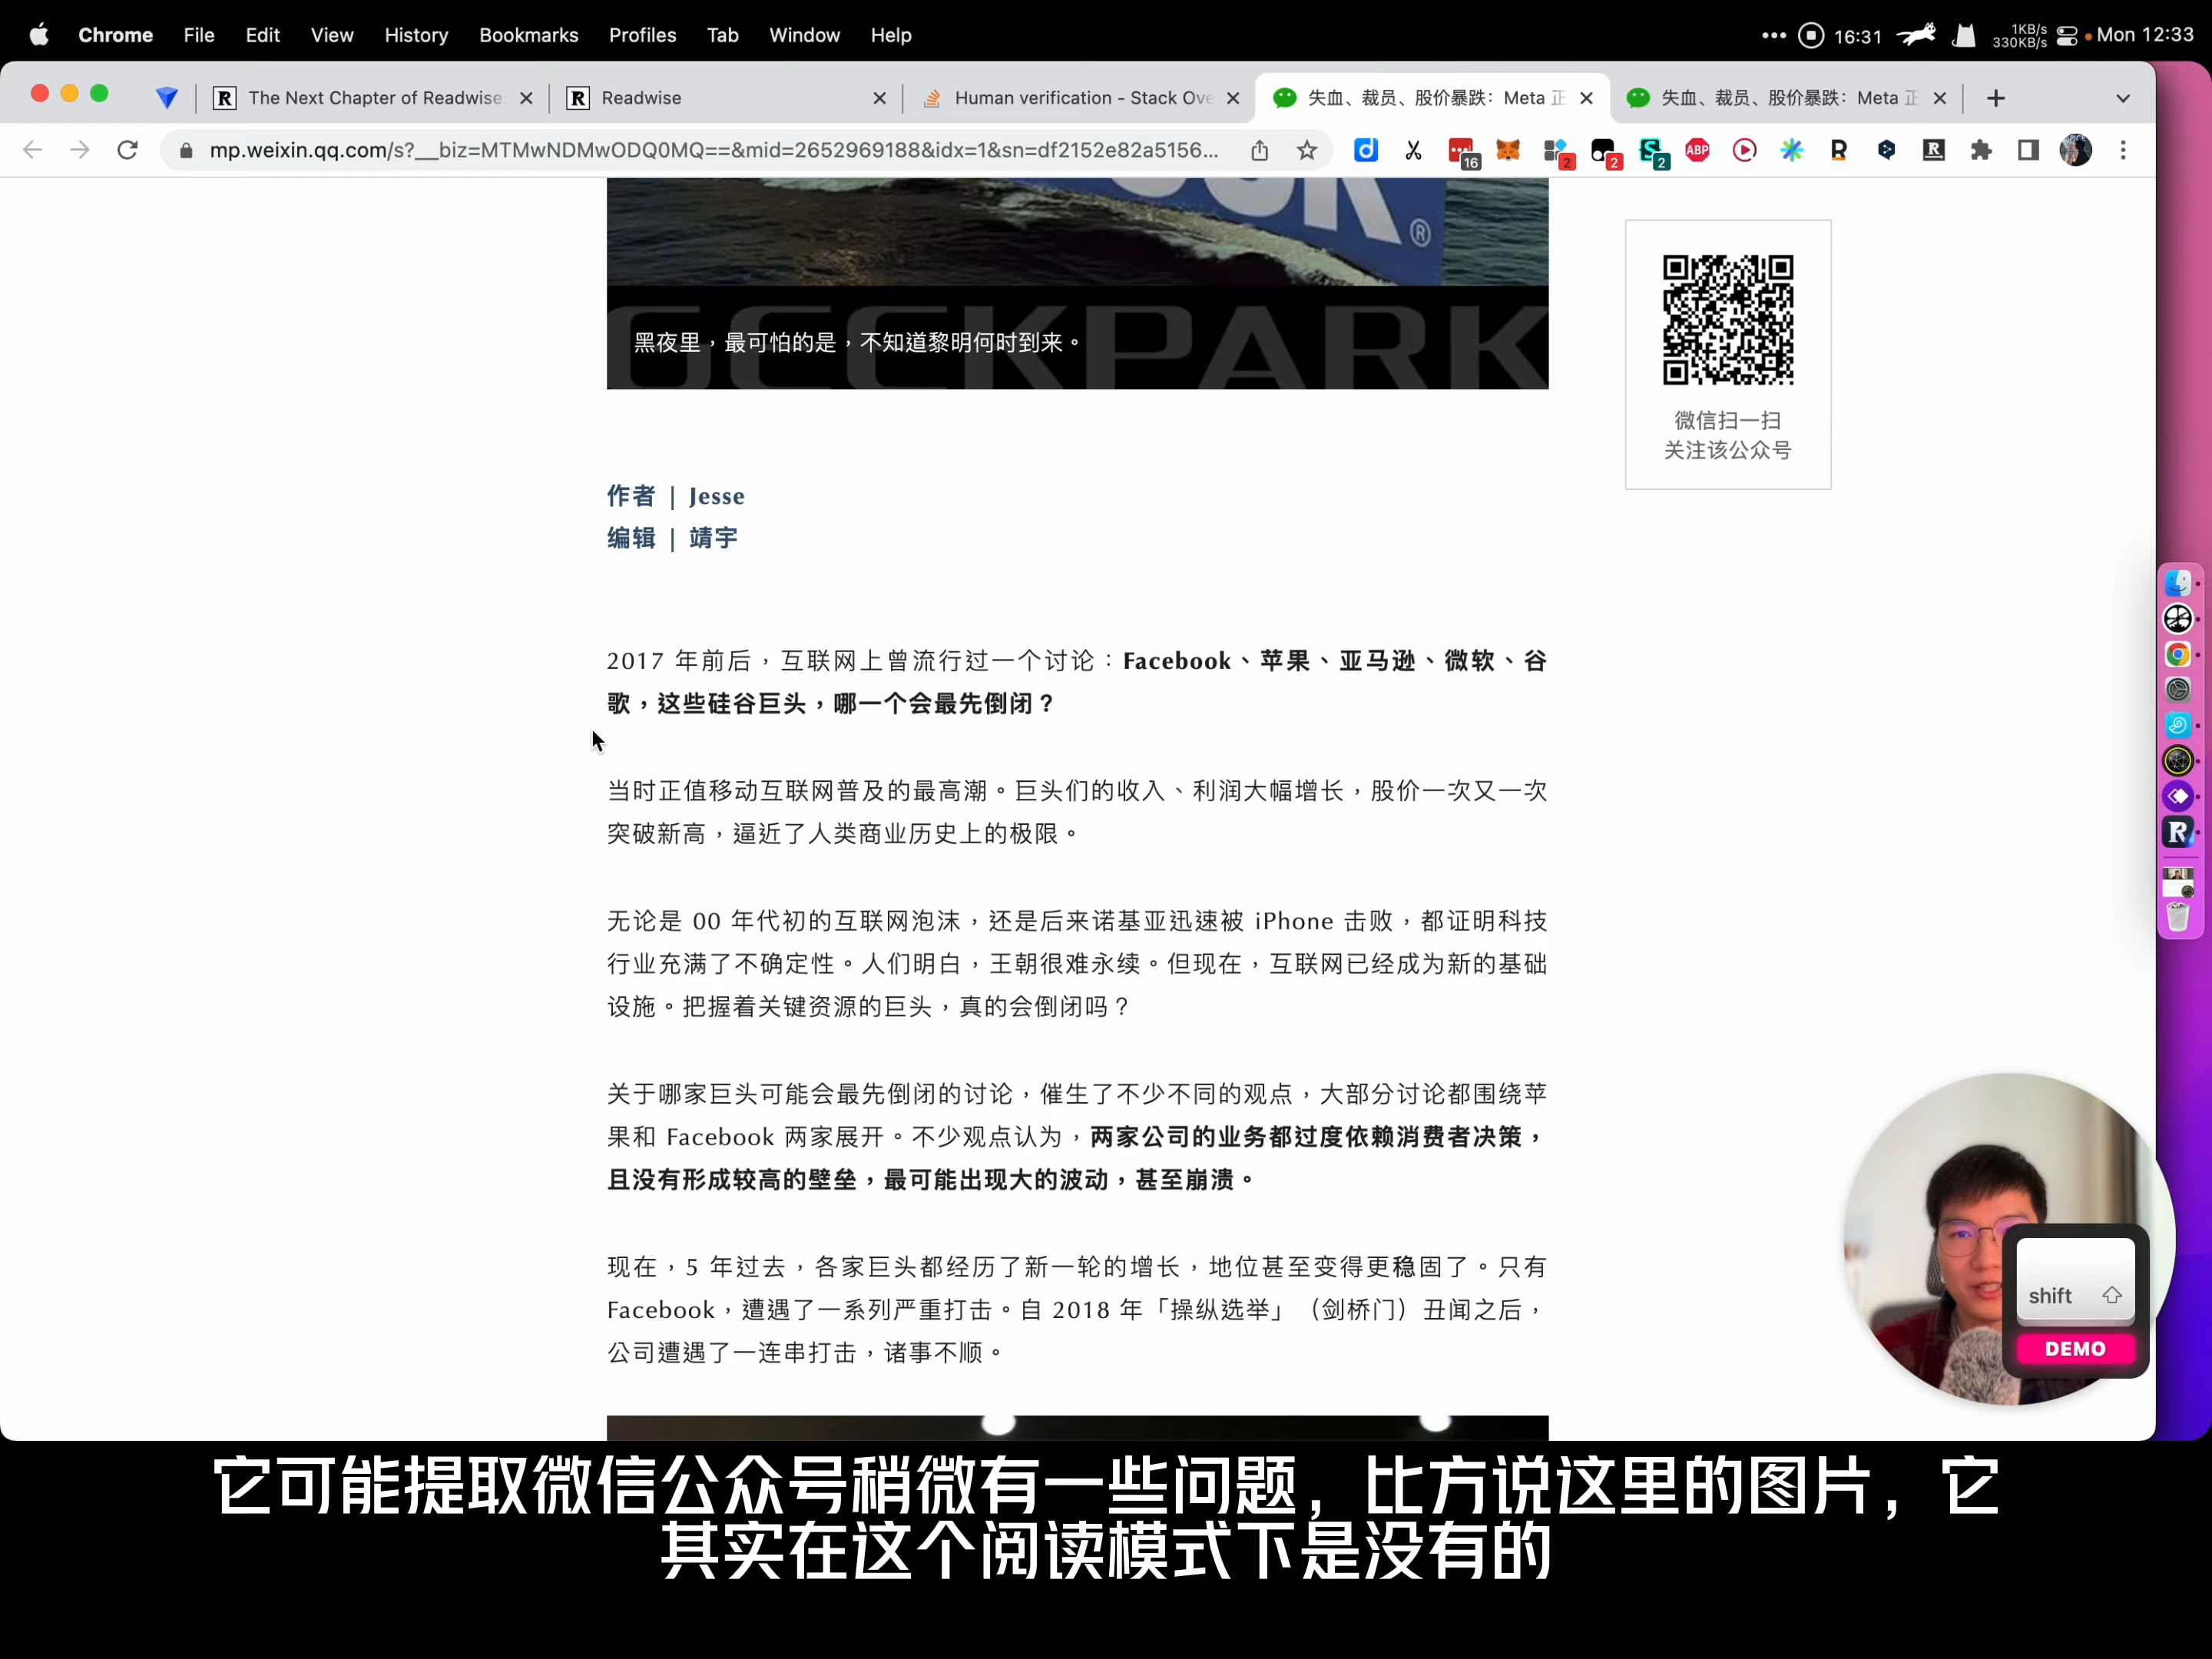 Chrome File Edit View History Bookmarks Profiles Tab Window Help
16:31
1KB/s
330KB/s
Mon 12:33
The Next Chapter of Readwise:
Readwise
Human verification - Stack Ove
失血、裁员、股价暴跌：Meta 正
失血、裁员、股价暴跌：Meta 正
mp.weixin.qq.com/s?__biz=MTMwNDMwODQ0MQ==&mid=2652969188&idx=1&sn=df2152e82a5156...
16
2
2
2
ABP
GEEKPARK
黑夜里，最可怕的是，不知道黎明何时到来。
微信扫一扫
关注该公众号
作者 | Jesse
编辑 | 靖宇
2017 年前后，互联网上曾流行过一个讨论：Facebook、苹果、亚马逊、微软、谷
歌，这些硅谷巨头，哪一个会最先倒闭？
当时正值移动互联网普及的最高潮。巨头们的收入、利润大幅增长，股价一次又一次
突破新高，逼近了人类商业历史上的极限。
无论是 00 年代初的互联网泡沫，还是后来诺基亚迅速被 iPhone 击败，都证明科技
行业充满了不确定性。人们明白，王朝很难永续。但现在，互联网已经成为新的基础
设施。把握着关键资源的巨头，真的会倒闭吗？
关于哪家巨头可能会最先倒闭的讨论，催生了不少不同的观点，大部分讨论都围绕苹
果和 Facebook 两家展开。不少观点认为，两家公司的业务都过度依赖消费者决策，
且没有形成较高的壁垒，最可能出现大的波动，甚至崩溃。
现在，5 年过去，各家巨头都经历了新一轮的增长，地位甚至变得更稳固了。只有
Facebook，遭遇了一系列严重打击。自 2018 年「操纵选举」（剑桥门）丑闻之后，
公司遭遇了一连串打击，诸事不顺。
shift
DEMO
它可能提取微信公众号稍微有一些问题，比方说这里的图片，它
其实在这个阅读模式下是没有的